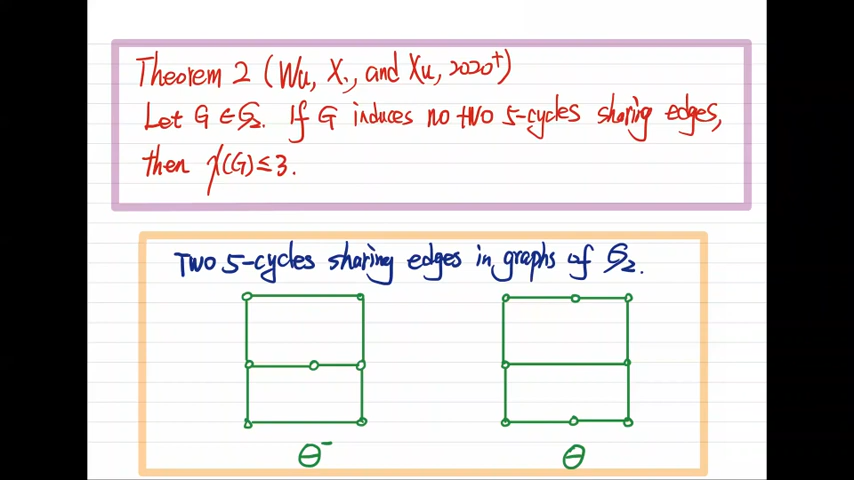 Theorem 2 (Wu, X., and Xu, 2020⁺)
Let G ∈ 𝒢₂. If G induces no two 5-cycles sharing edges,
then χ(G) ≤ 3.
Two 5-cycles sharing edges in graphs of 𝒢₂.
θ⁻ θ